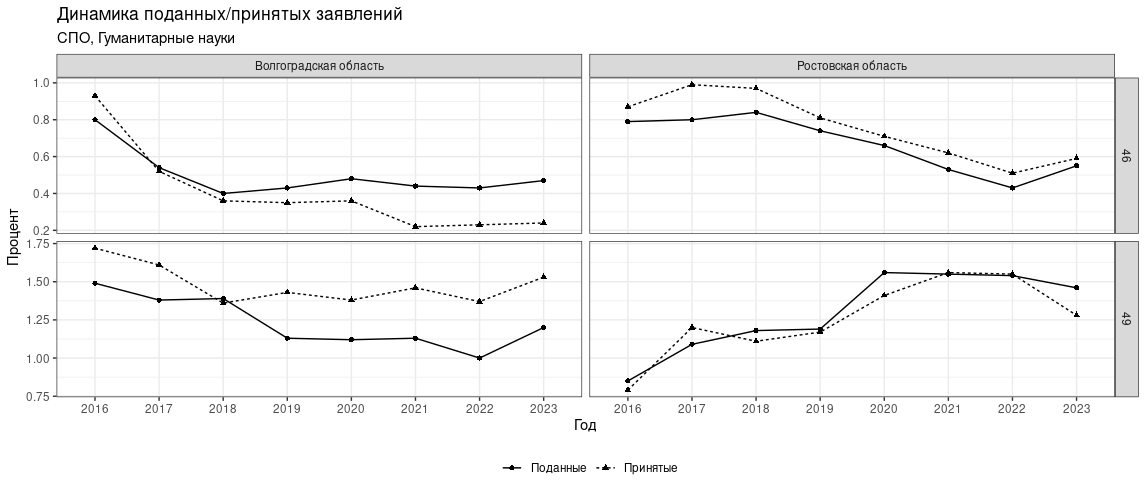 Динамика поданных/принятых заявлений
СПО, Гуманитарные науки
Волгоградская область
Ростовская область
1.0
0.8
0.6
0.4
0.2
46
1.75
1.50
1.25
1.00
0.75
49
Процент
2016 2017 2018 2019 2020 2021 2022 2023
2016 2017 2018 2019 2020 2021 2022 2023
Год
Поданные Принятые